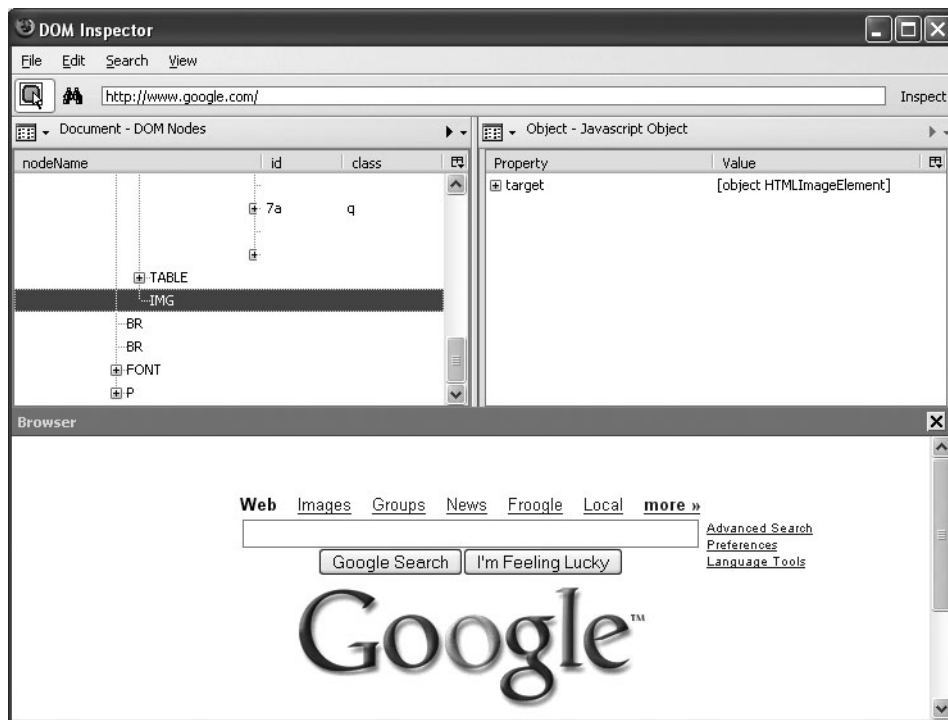 DOM Inspector
File Edit Search View
http://www.google.com/ Inspect
Document - DOM Nodes
nodeName id class
7a q
TABLE
IMG
BR
BR
FONT
P
Object - Javascript Object
Property Value
target [object HTMLImageElement]
Browser
Web Images Groups News Froogle Local more »
Advanced Search
Preferences
Language Tools
Google Search I'm Feeling Lucky
Google™